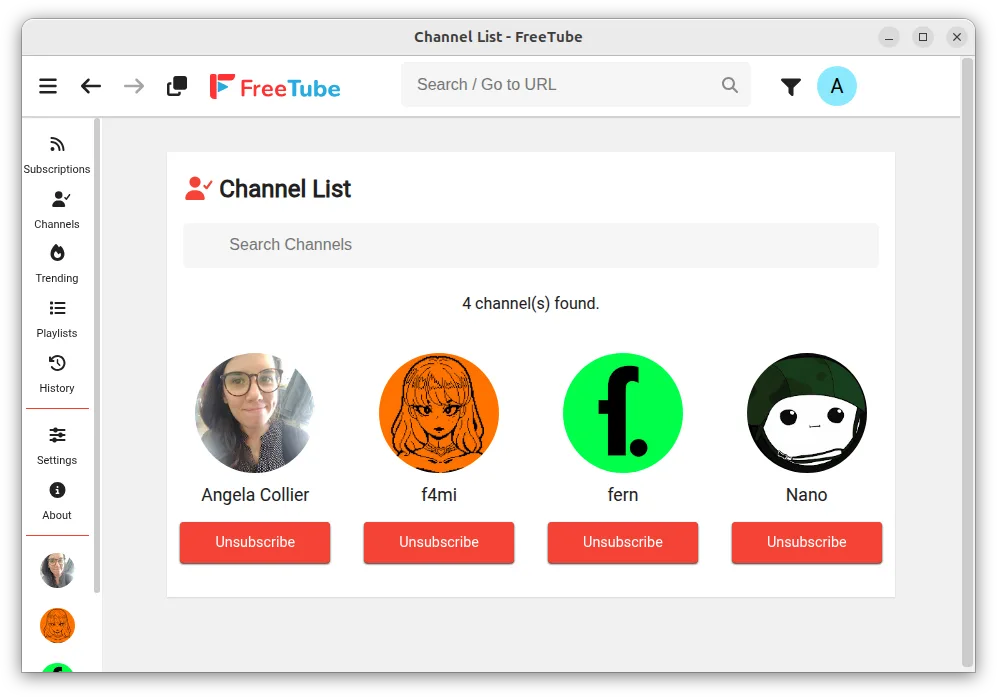 Channel List - FreeTube
FreeTube
Search / Go to URL
A
Subscriptions
Channels
Trending
Playlists
History
Settings
About
Channel List
Search Channels
4 channel(s) found.
Angela Collier
f4mi
f.
fern
Nano
Unsubscribe
Unsubscribe
Unsubscribe
Unsubscribe